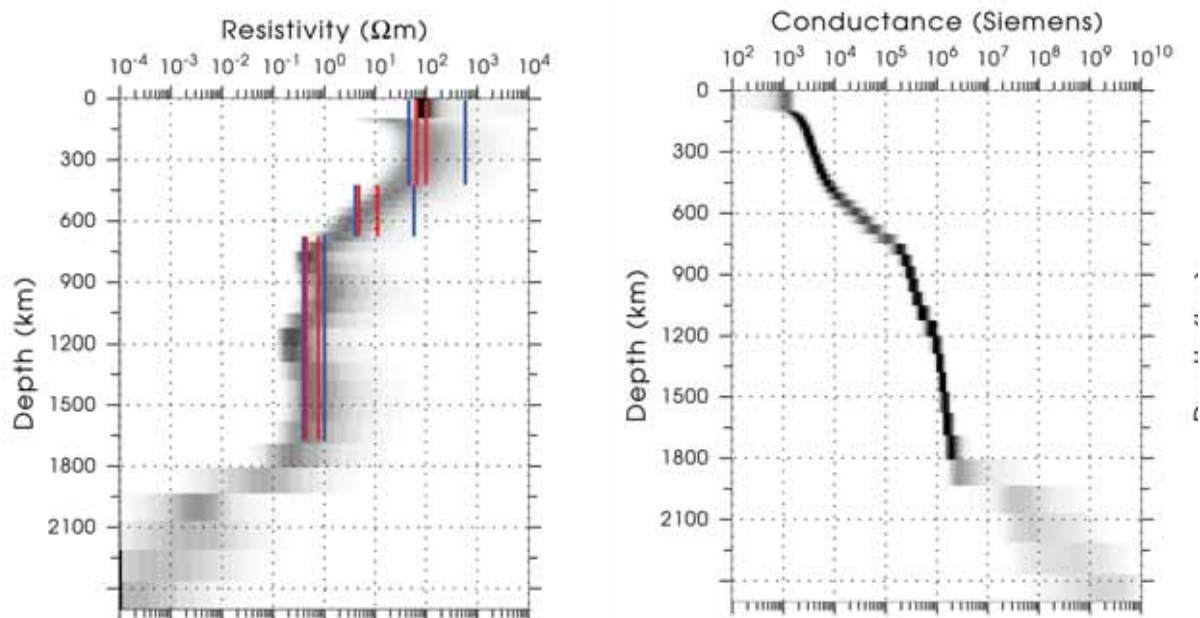 Resistivity (Ωm)
10⁻⁴ 10⁻³ 10⁻² 10⁻¹ 10⁰ 10¹ 10² 10³ 10⁴
0
300
600
900
1200
1500
1800
2100
Depth (km)
Conductance (Siemens)
10² 10³ 10⁴ 10⁵ 10⁶ 10⁷ 10⁸ 10⁹ 10¹⁰
0
300
600
900
1200
1500
1800
2100
Depth (km)